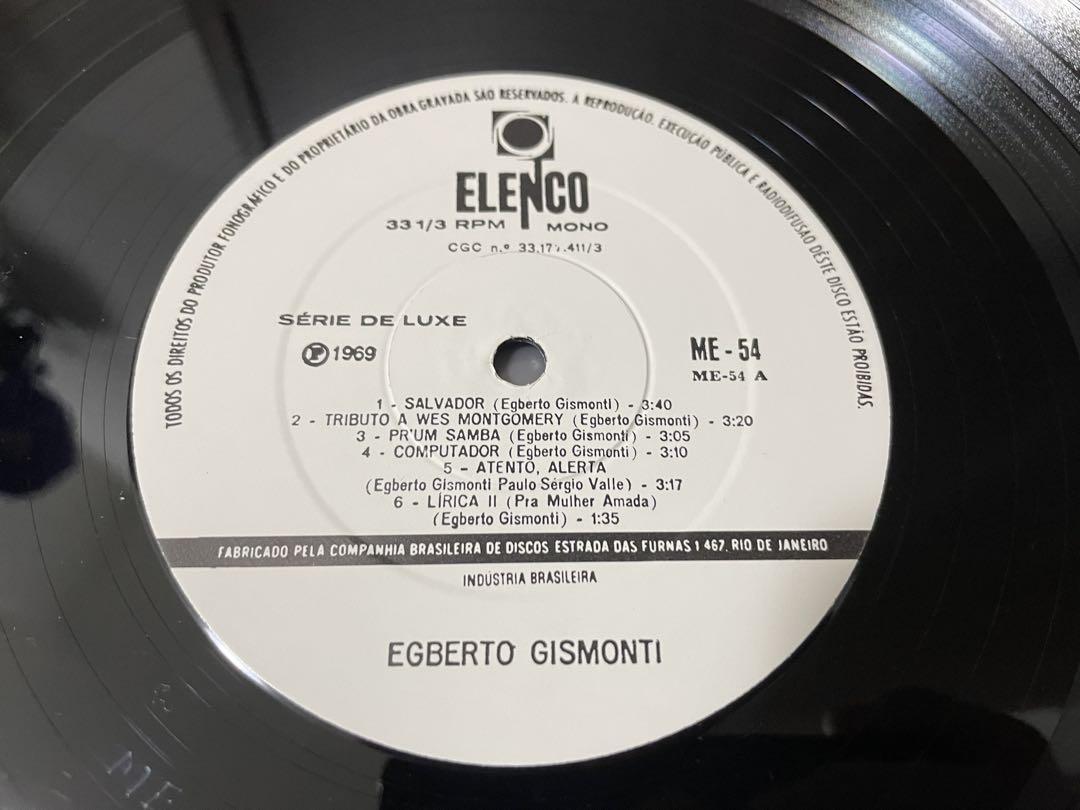 TODOS OS DIREITOS DO PRODUTOR FONOGRÁFICO E DO PROPRIETÁRIO DA OBRA GRAVADA SÃO RESERVADOS. A REPRODUÇÃO, EXECUÇÃO PÚBLICA E RADIODIFUSÃO DÊSTE DISCO ESTÃO PROIBIDAS.
ELENCO
33 1/3 RPM MONO
CGC n.º
SÉRIE DE LUXE
℗ 1969
ME - 54
ME-54 A
1 - SALVADOR (Egberto Gismonti) - 3:40
2 - TRIBUTO A WES MONTGOMERY (Egberto Gismonti) - 3:20
3 - PR'UM SAMBA (Egberto Gismonti) - 3:05
4 - COMPUTADOR (Egberto Gismonti) - 3:10
5 - ATENTO, ALERTA
(Egberto Gismonti Paulo Sérgio Valle) - 3:17
6 - LÍRICA II (Pra Mulher Amada)
(Egberto Gismonti) - 1:35
FABRICADO PELA COMPANHIA BRASILEIRA DE DISCOS ESTRADA DAS FURNAS 1 467. RIO DE JANEIRO
INDÚSTRIA BRASILEIRA
EGBERTO GISMONTI
ME